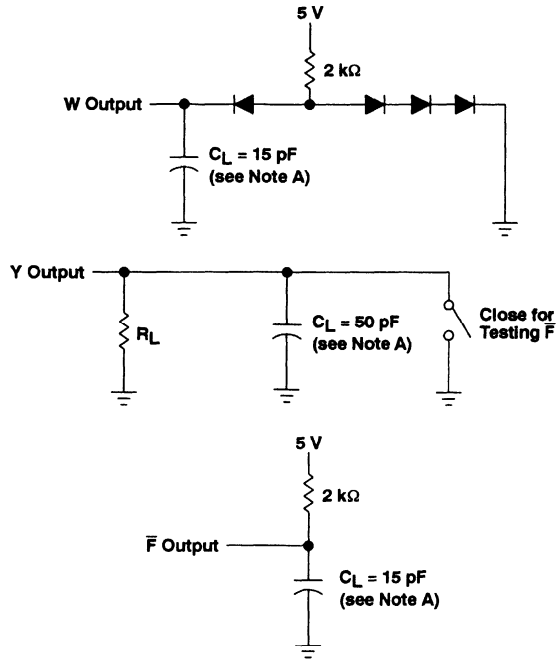 5 V
2 kΩ
W Output
C_L = 15 pF
(see Note A)
Y Output
R_L
C_L = 50 pF
(see Note A)
Close for
Testing F̅
5 V
2 kΩ
F̅ Output
C_L = 15 pF
(see Note A)